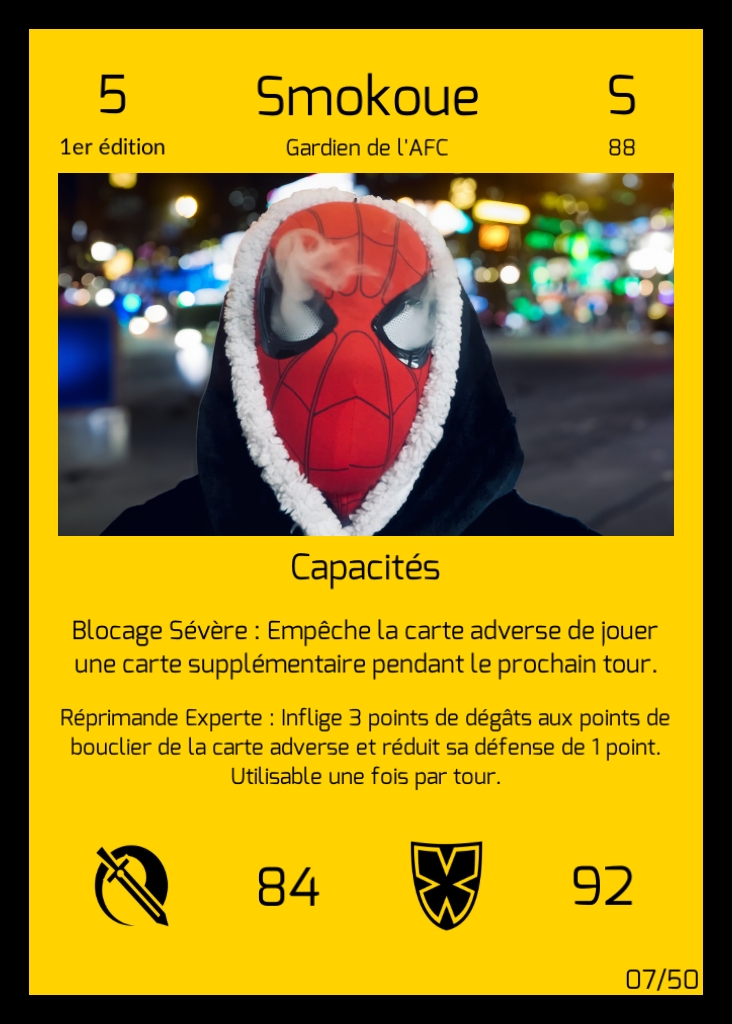 5
Smokoue
S
1er édition
Gardien de l'AFC
88
Capacités
Blocage Sévère : Empêche la carte adverse de jouer
une carte supplémentaire pendant le prochain tour.
Réprimande Experte : Inflige 3 points de dégâts aux points de
bouclier de la carte adverse et réduit sa défense de 1 point.
Utilisable une fois par tour.
84
92
07/50